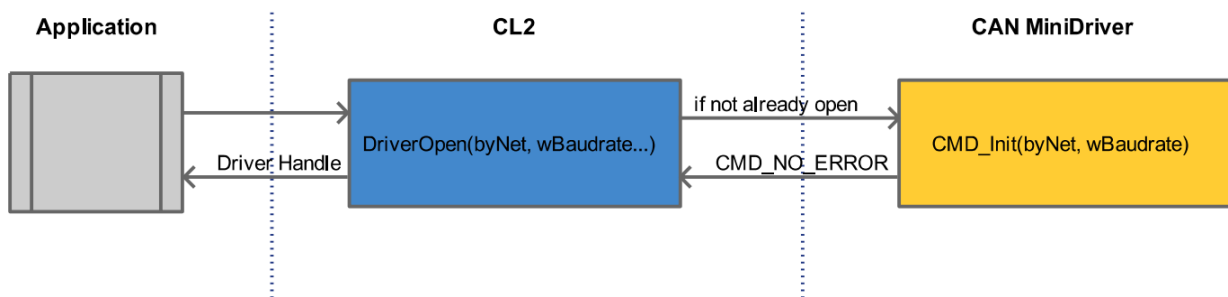 Application
CL2
CAN MiniDriver
if not already open
DriverOpen(byNet, wBaudrate...)
CMD_Init(byNet, wBaudrate)
Driver Handle
CMD_NO_ERROR